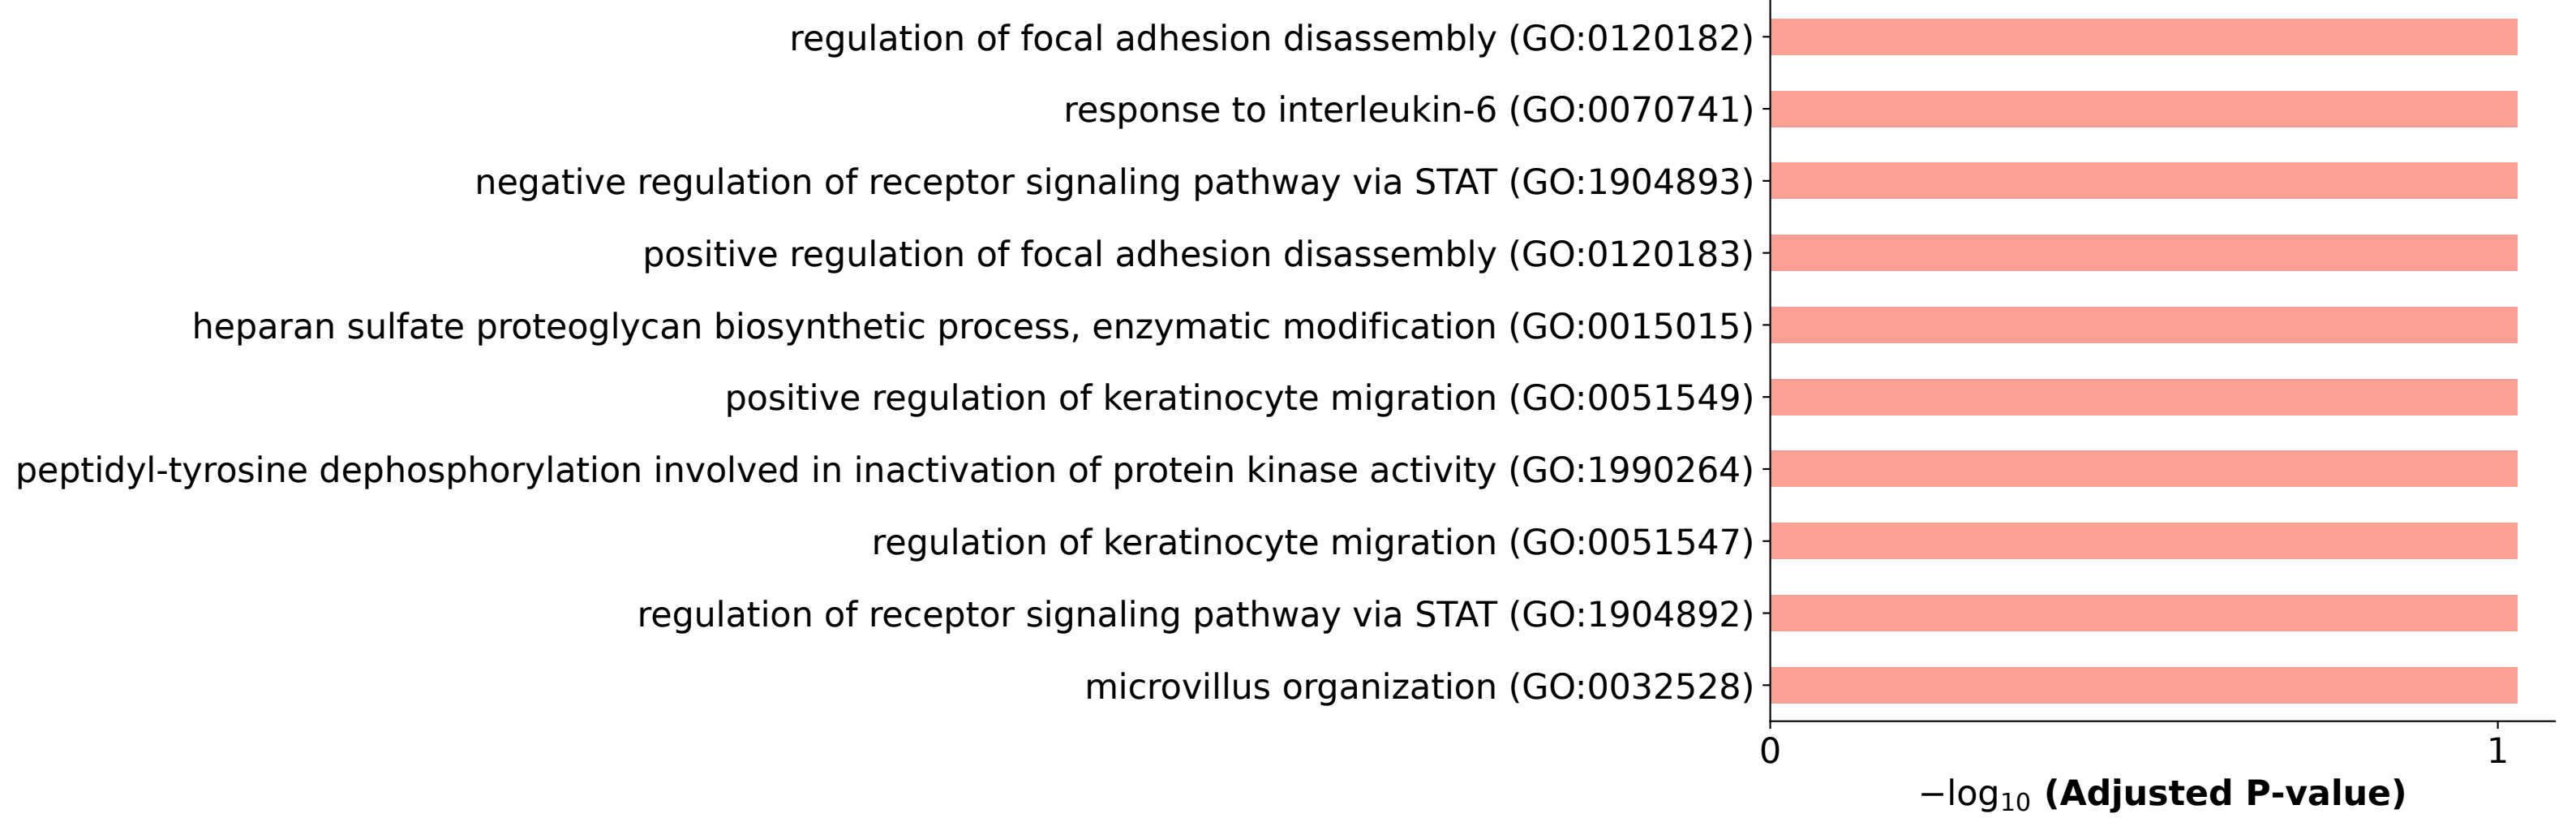 regulation of focal adhesion disassembly (GO:0120182)
response to interleukin-6 (GO:0070741)
negative regulation of receptor signaling pathway via STAT (GO:1904893)
positive regulation of focal adhesion disassembly (GO:0120183)
heparan sulfate proteoglycan biosynthetic process, enzymatic modification (GO:0015015)
positive regulation of keratinocyte migration (GO:0051549)
peptidyl-tyrosine dephosphorylation involved in inactivation of protein kinase activity (GO:1990264)
regulation of keratinocyte migration (GO:0051547)
regulation of receptor signaling pathway via STAT (GO:1904892)
microvillus organization (GO:0032528)
0 1
−log₁₀ (Adjusted P-value)